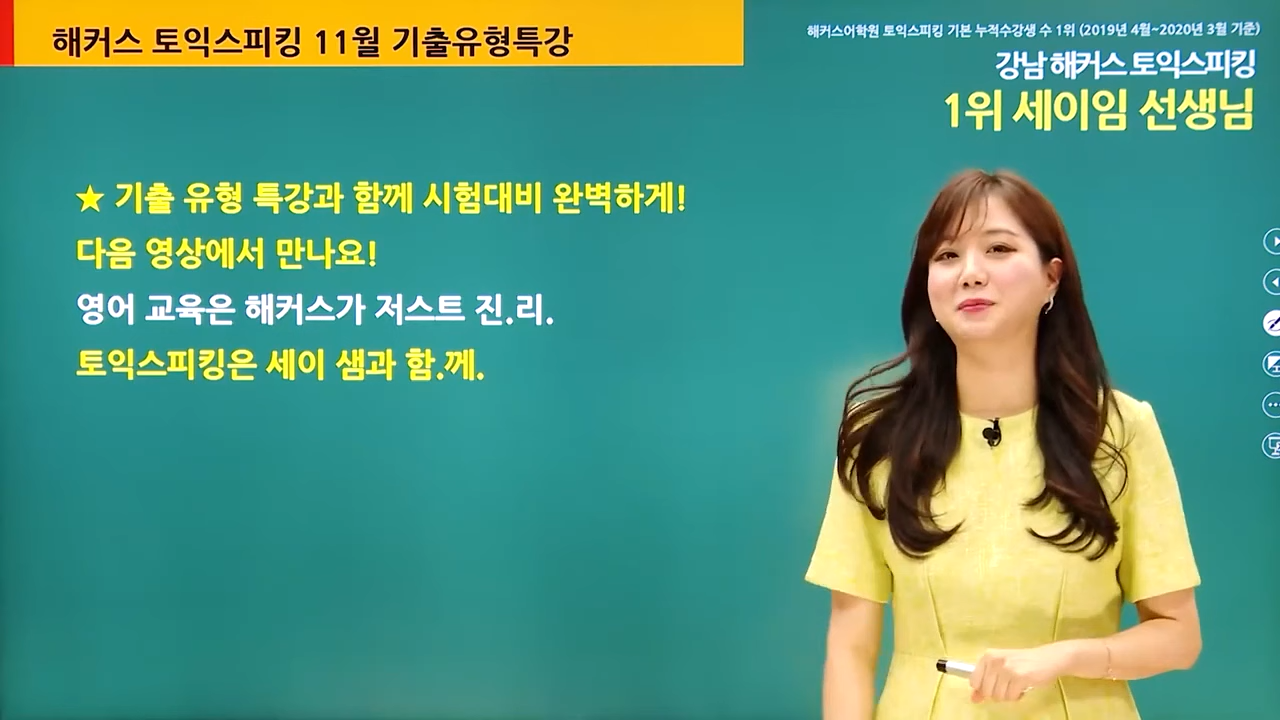 해커스 토익스피킹 11월 기출유형특강
해커스어학원 토익스피킹 기본 누적수강생 수 1위 (2019년 4월~2020년 3월 기준)
강남 해커스 토익스피킹
1위 세이임 선생님
★ 기출 유형 특강과 함께 시험대비 완벽하게!
다음 영상에서 만나요!
영어 교육은 해커스가 저스트 진.리.
토익스피킹은 세이 샘과 함.께.